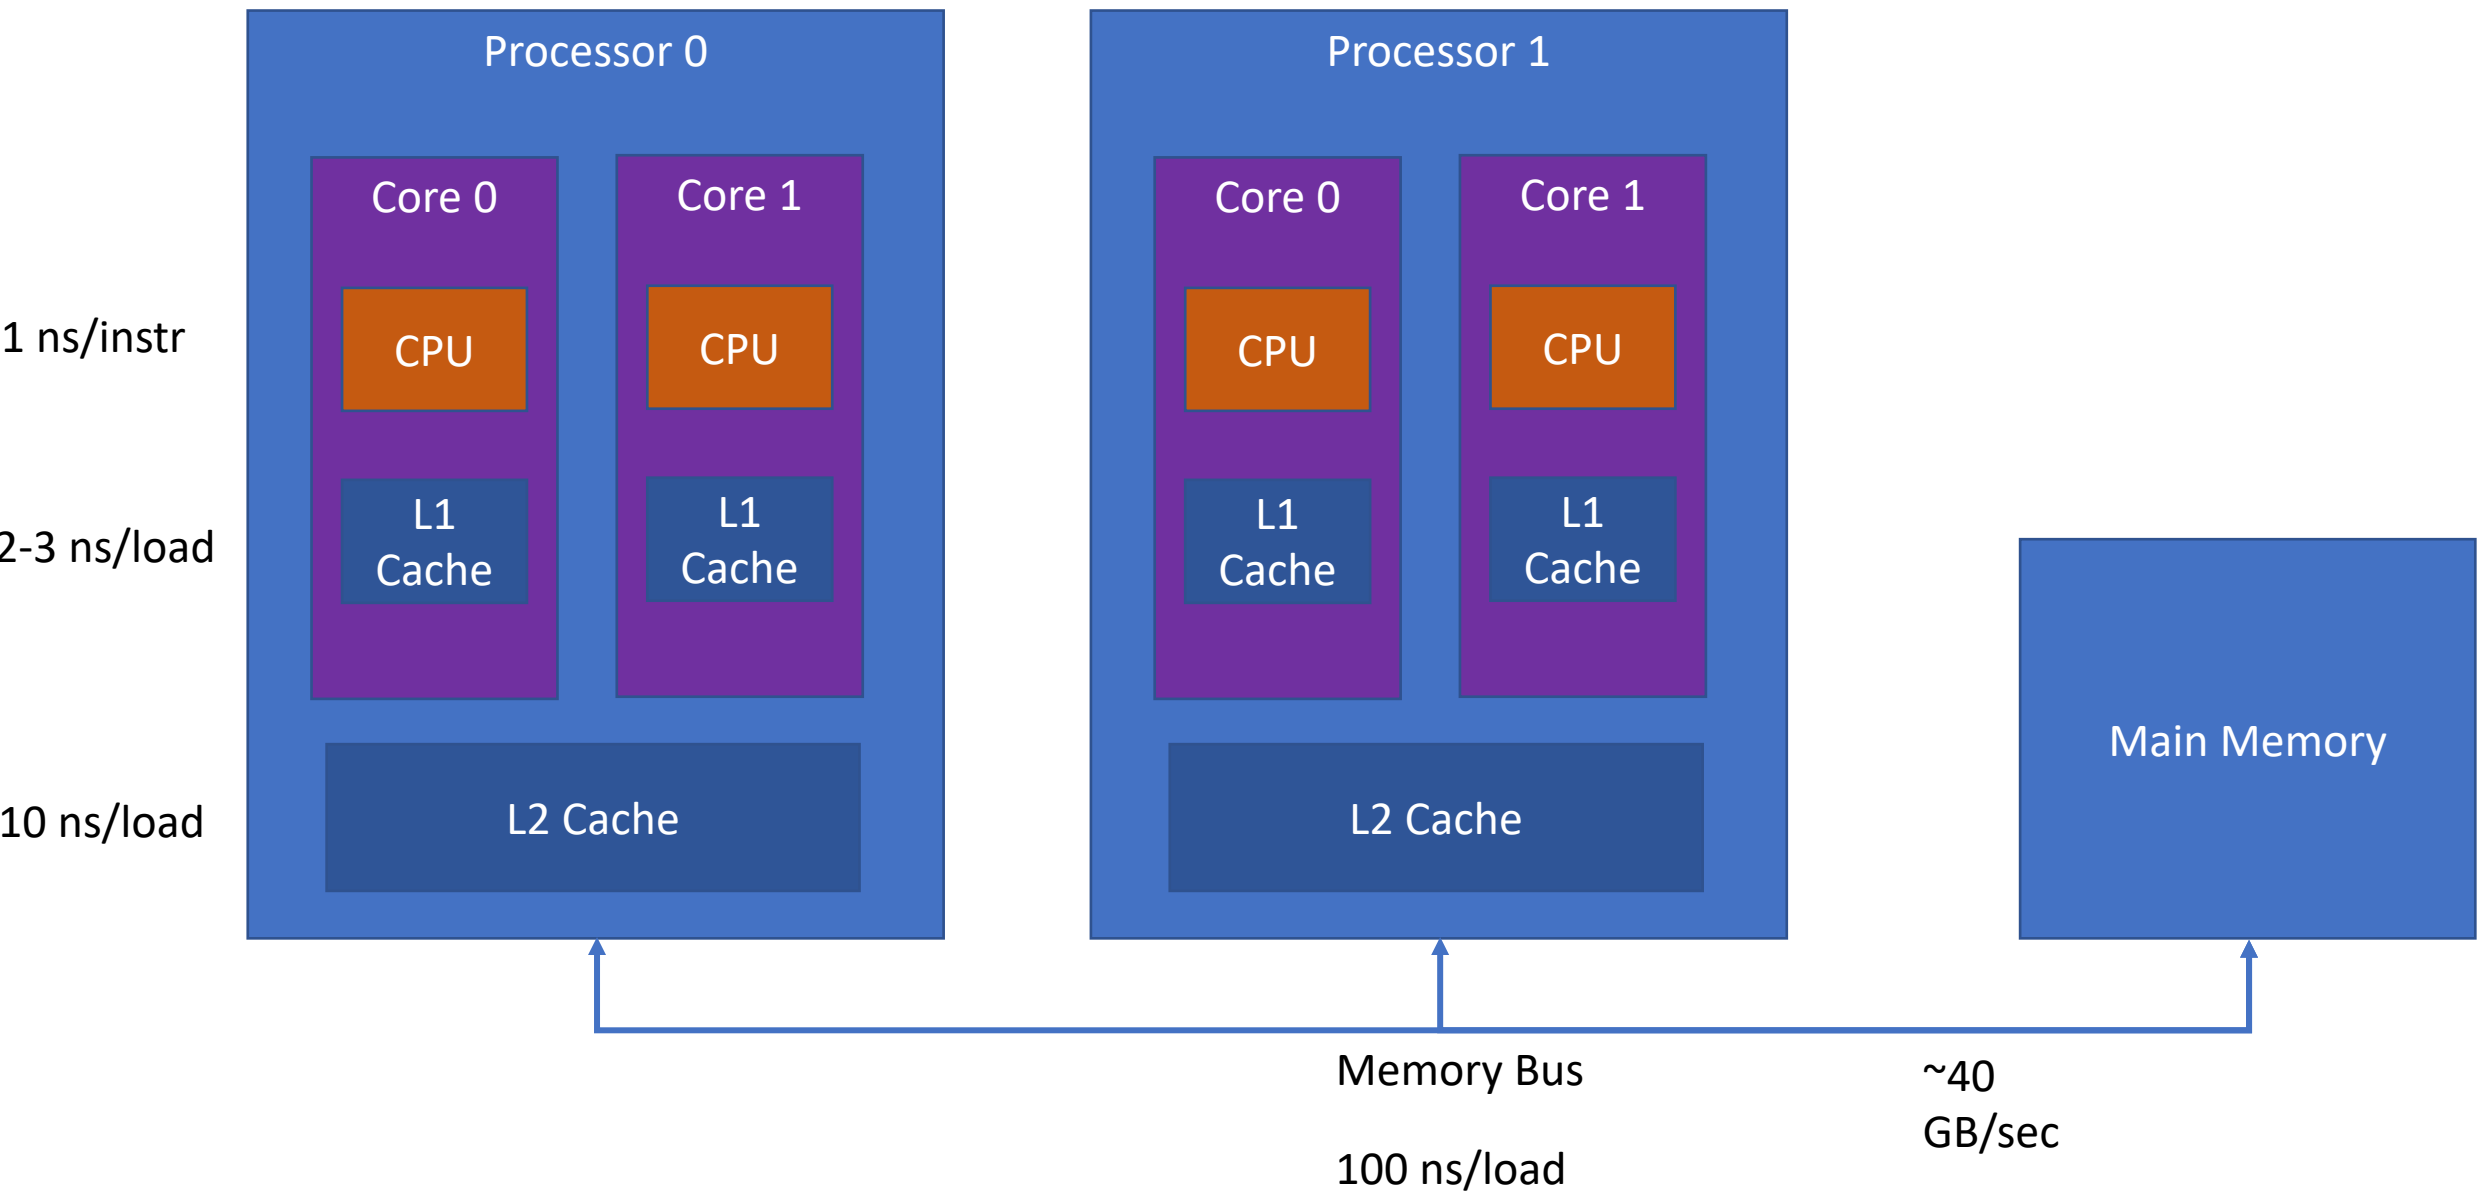 Processor 0
Processor 1
Core 0
Core 1
Core 0
Core 1
1 ns/instr
CPU
CPU
CPU
CPU
2-3 ns/load
L1
Cache
L1
Cache
L1
Cache
L1
Cache
Main Memory
10 ns/load
L2 Cache
L2 Cache
Memory Bus
~40
GB/sec
100 ns/load